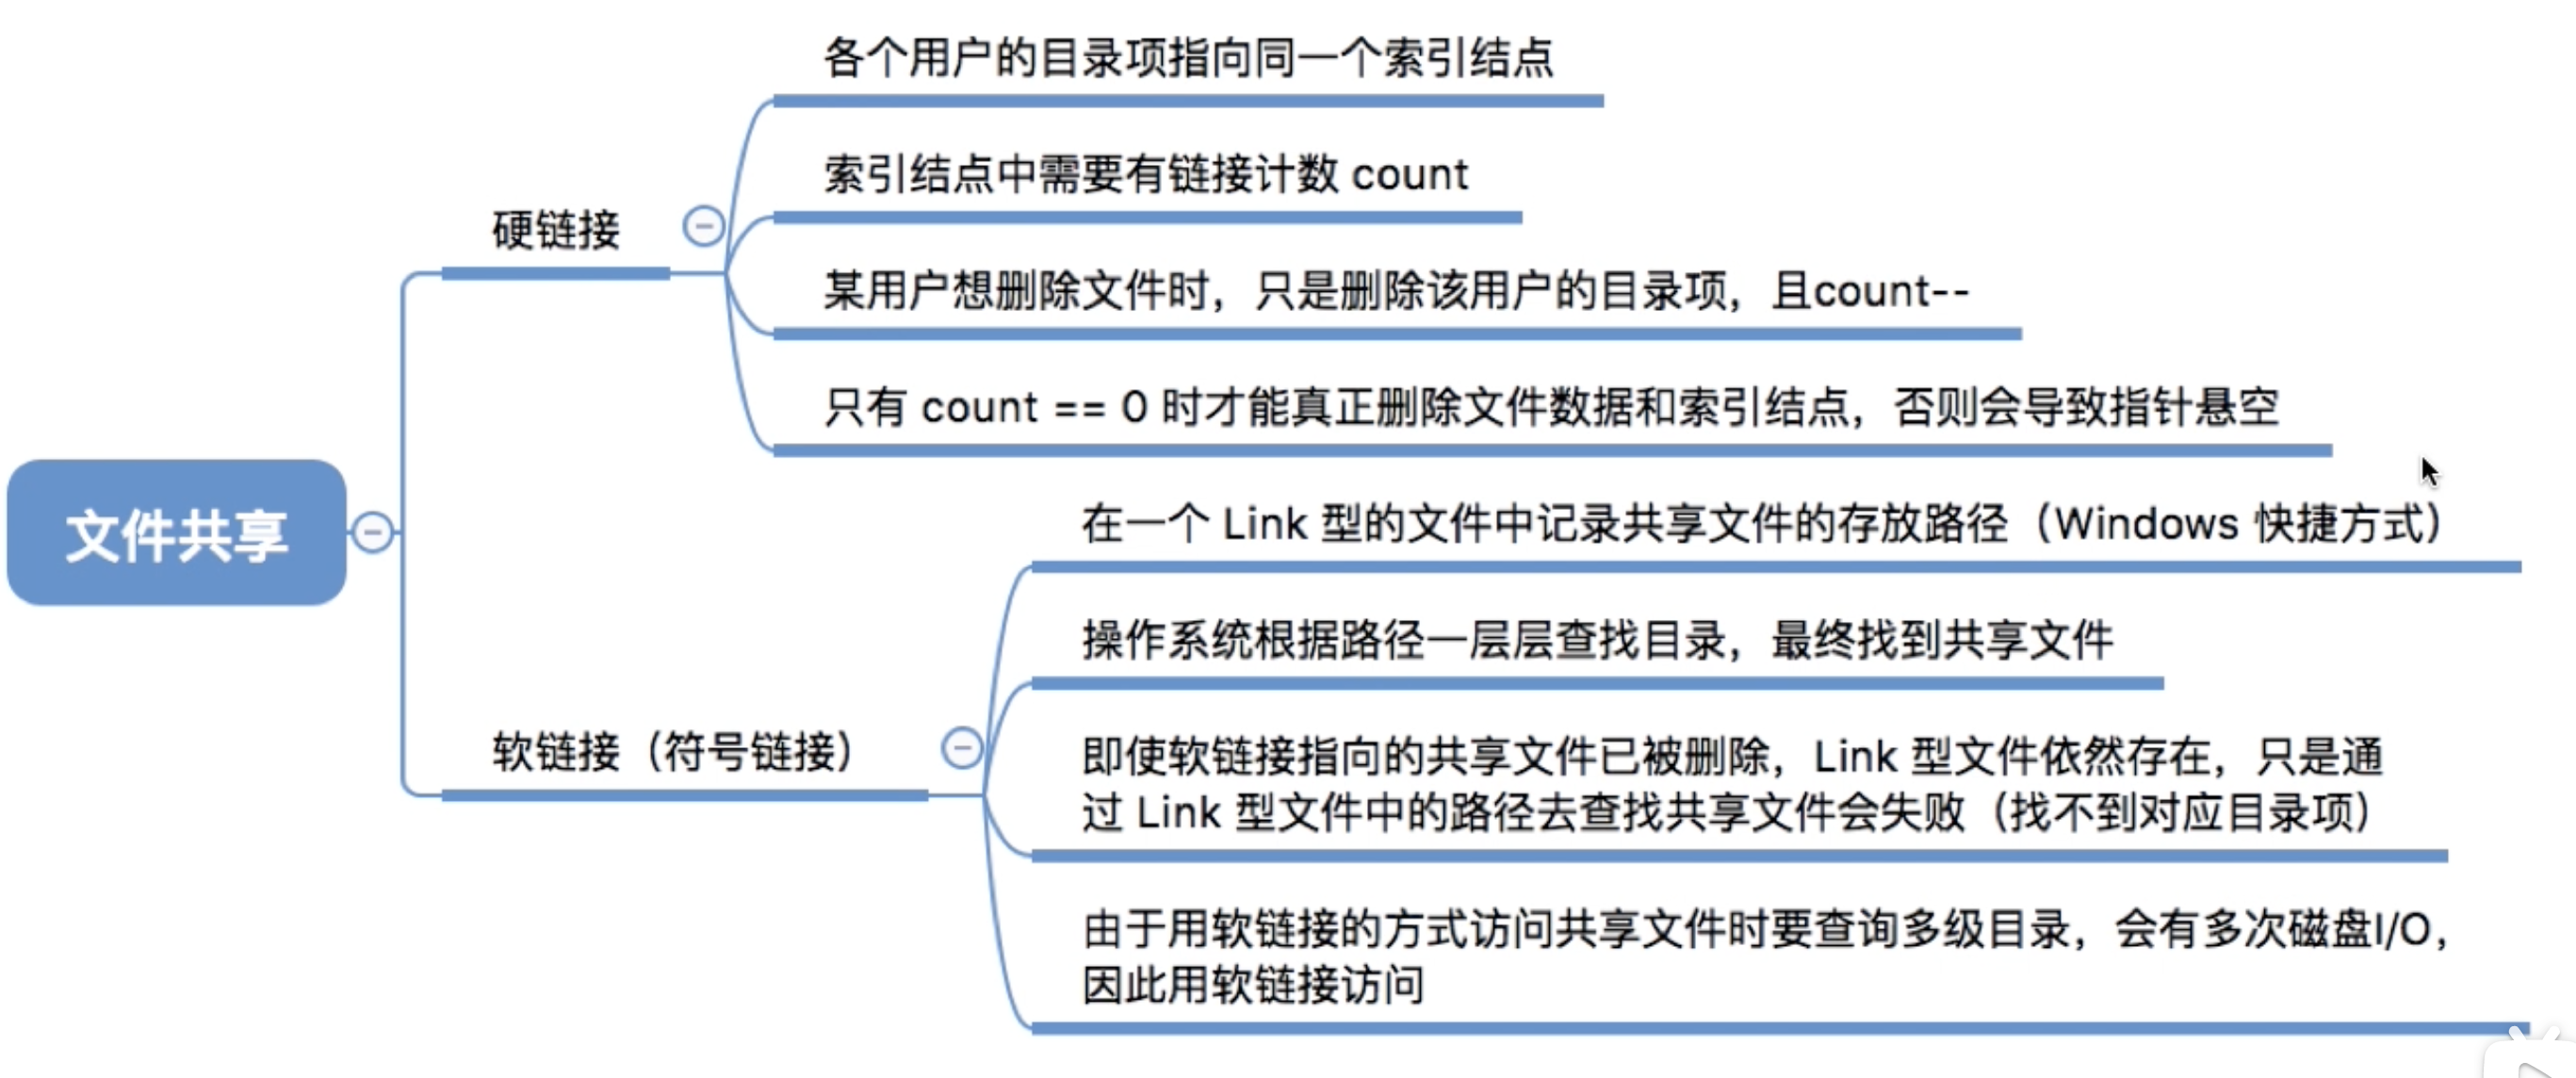 各个用户的目录项指向同一个索引结点
索引结点中需要有链接计数 count
硬链接
某用户想删除文件时，只是删除该用户的目录项，且count--
只有 count == 0 时才能真正删除文件数据和索引结点，否则会导致指针悬空
文件共享
在一个 Link 型的文件中记录共享文件的存放路径（Windows 快捷方式）
操作系统根据路径一层层查找目录，最终找到共享文件
软链接（符号链接）
即使软链接指向的共享文件已被删除，Link 型文件依然存在，只是通
过 Link 型文件中的路径去查找共享文件会失败（找不到对应目录项）
由于用软链接的方式访问共享文件时要查询多级目录，会有多次磁盘I/O，
因此用软链接访问